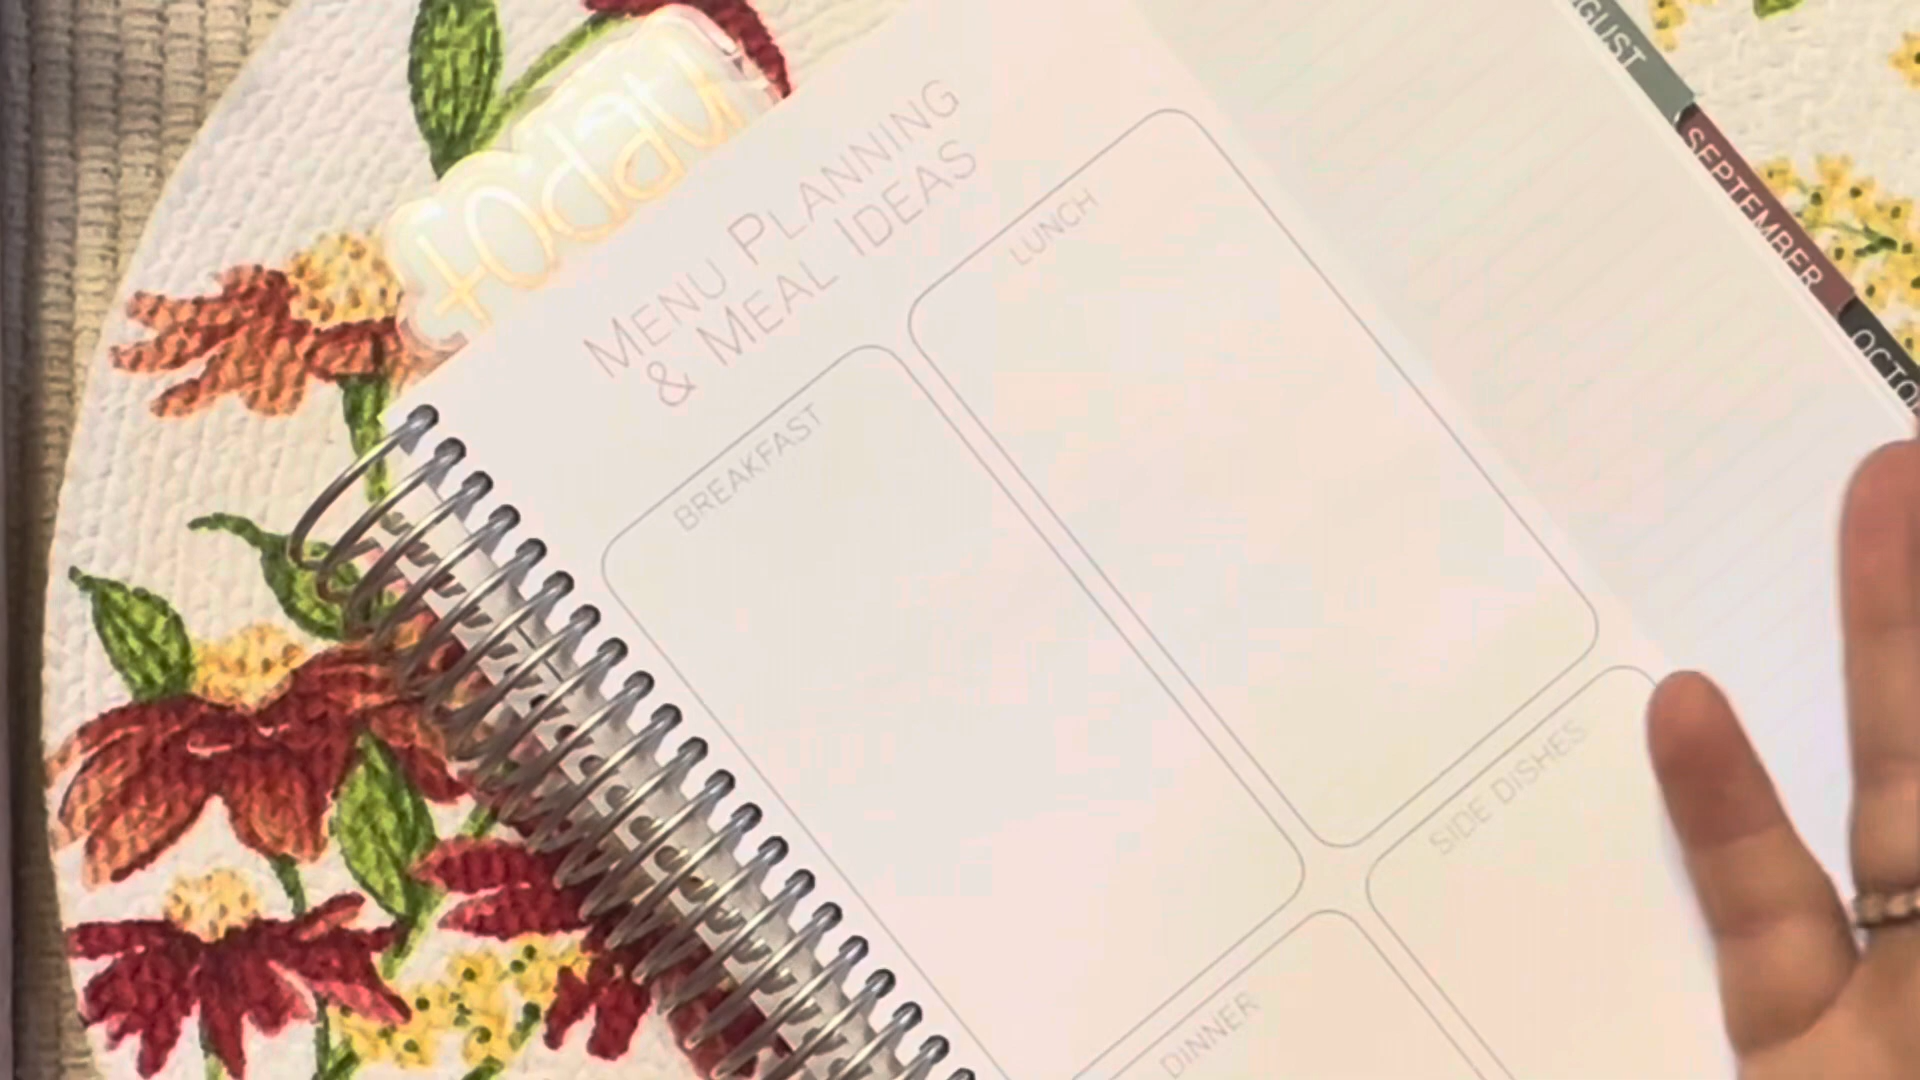 today
MENU PLANNING
& MEAL IDEAS
BREAKFAST
LUNCH
DINNER
SIDE DISHES
SEPTEMBER